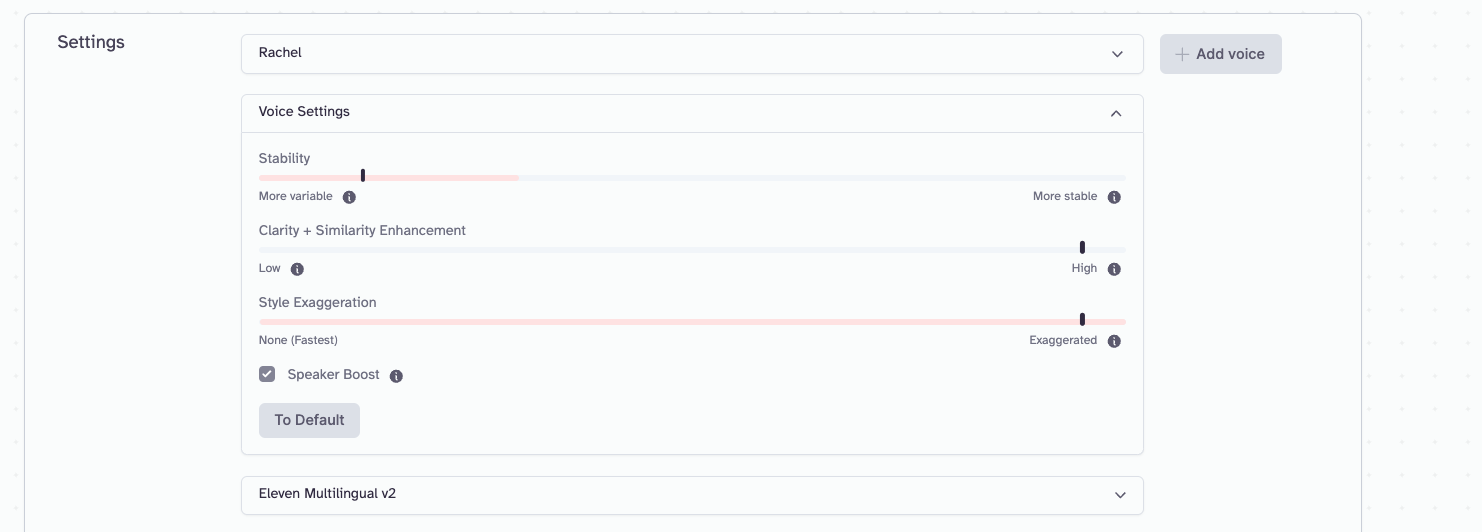 Settings
Rachel
Add voice
Voice Settings
Stability
More variable
More stable
Clarity + Similarity Enhancement
Low
High
Style Exaggeration
None (Fastest)
Exaggerated
Speaker Boost
To Default
Eleven Multilingual v2